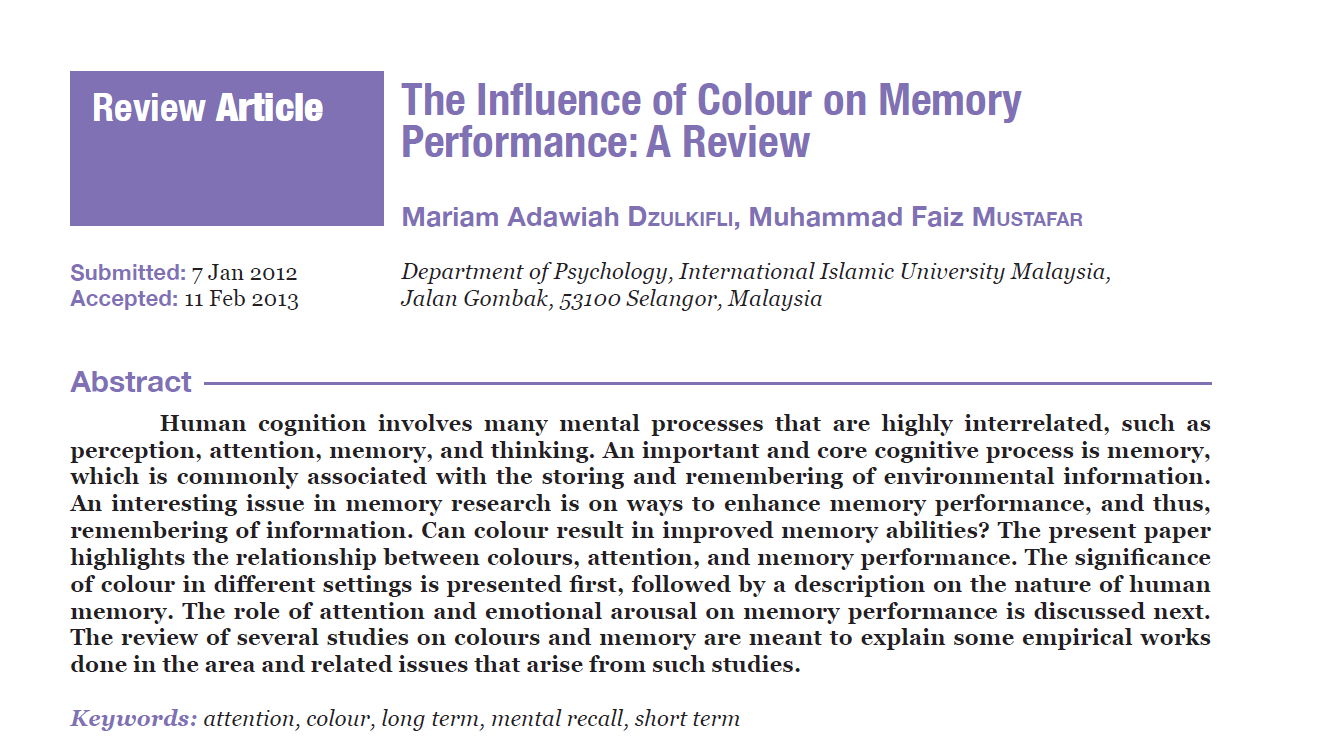 Review Article
The Influence of Colour on Memory
Performance: A Review
Mariam Adawiah DZULKIFLI, Muhammad Faiz MUSTAFAR
Submitted: 7 Jan 2012
Accepted: 11 Feb 2013
Department of Psychology, International Islamic University Malaysia,
Jalan Gombak, 53100 Selangor, Malaysia
Abstract
Human cognition involves many mental processes that are highly interrelated, such as
perception, attention, memory, and thinking. An important and core cognitive process is memory,
which is commonly associated with the storing and remembering of environmental information.
An interesting issue in memory research is on ways to enhance memory performance, and thus,
remembering of information. Can colour result in improved memory abilities? The present paper
highlights the relationship between colours, attention, and memory performance. The significance
of colour in different settings is presented first, followed by a description on the nature of human
memory. The role of attention and emotional arousal on memory performance is discussed next.
The review of several studies on colours and memory are meant to explain some empirical works
done in the area and related issues that arise from such studies.
Keywords: attention, colour, long term, mental recall, short term